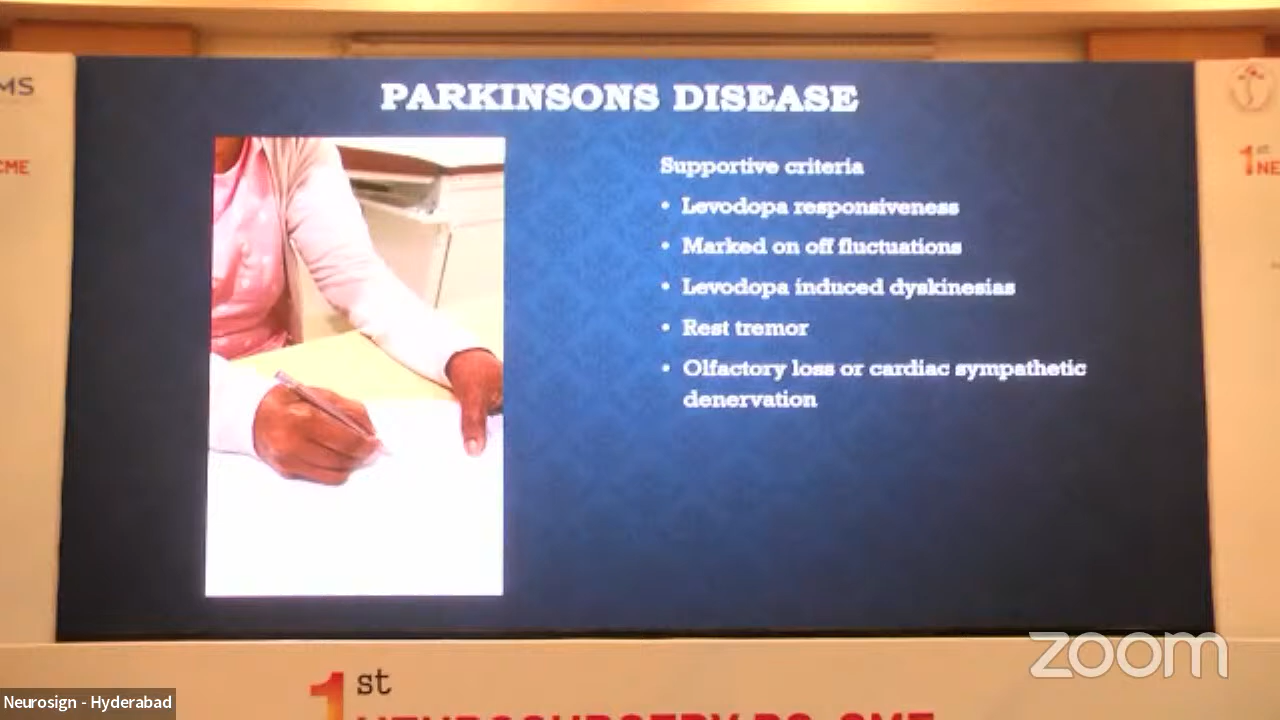 MS
PARKINSONS DISEASE
Supportive criteria
CME
1st
NE
• Levodopa responsiveness
• Marked on off fluctuations
• Levodopa induced dyskinesias
• Rest tremor
• Olfactory loss or cardiac sympathetic
denervation
zoom
1st
Neurosign - Hyderabad